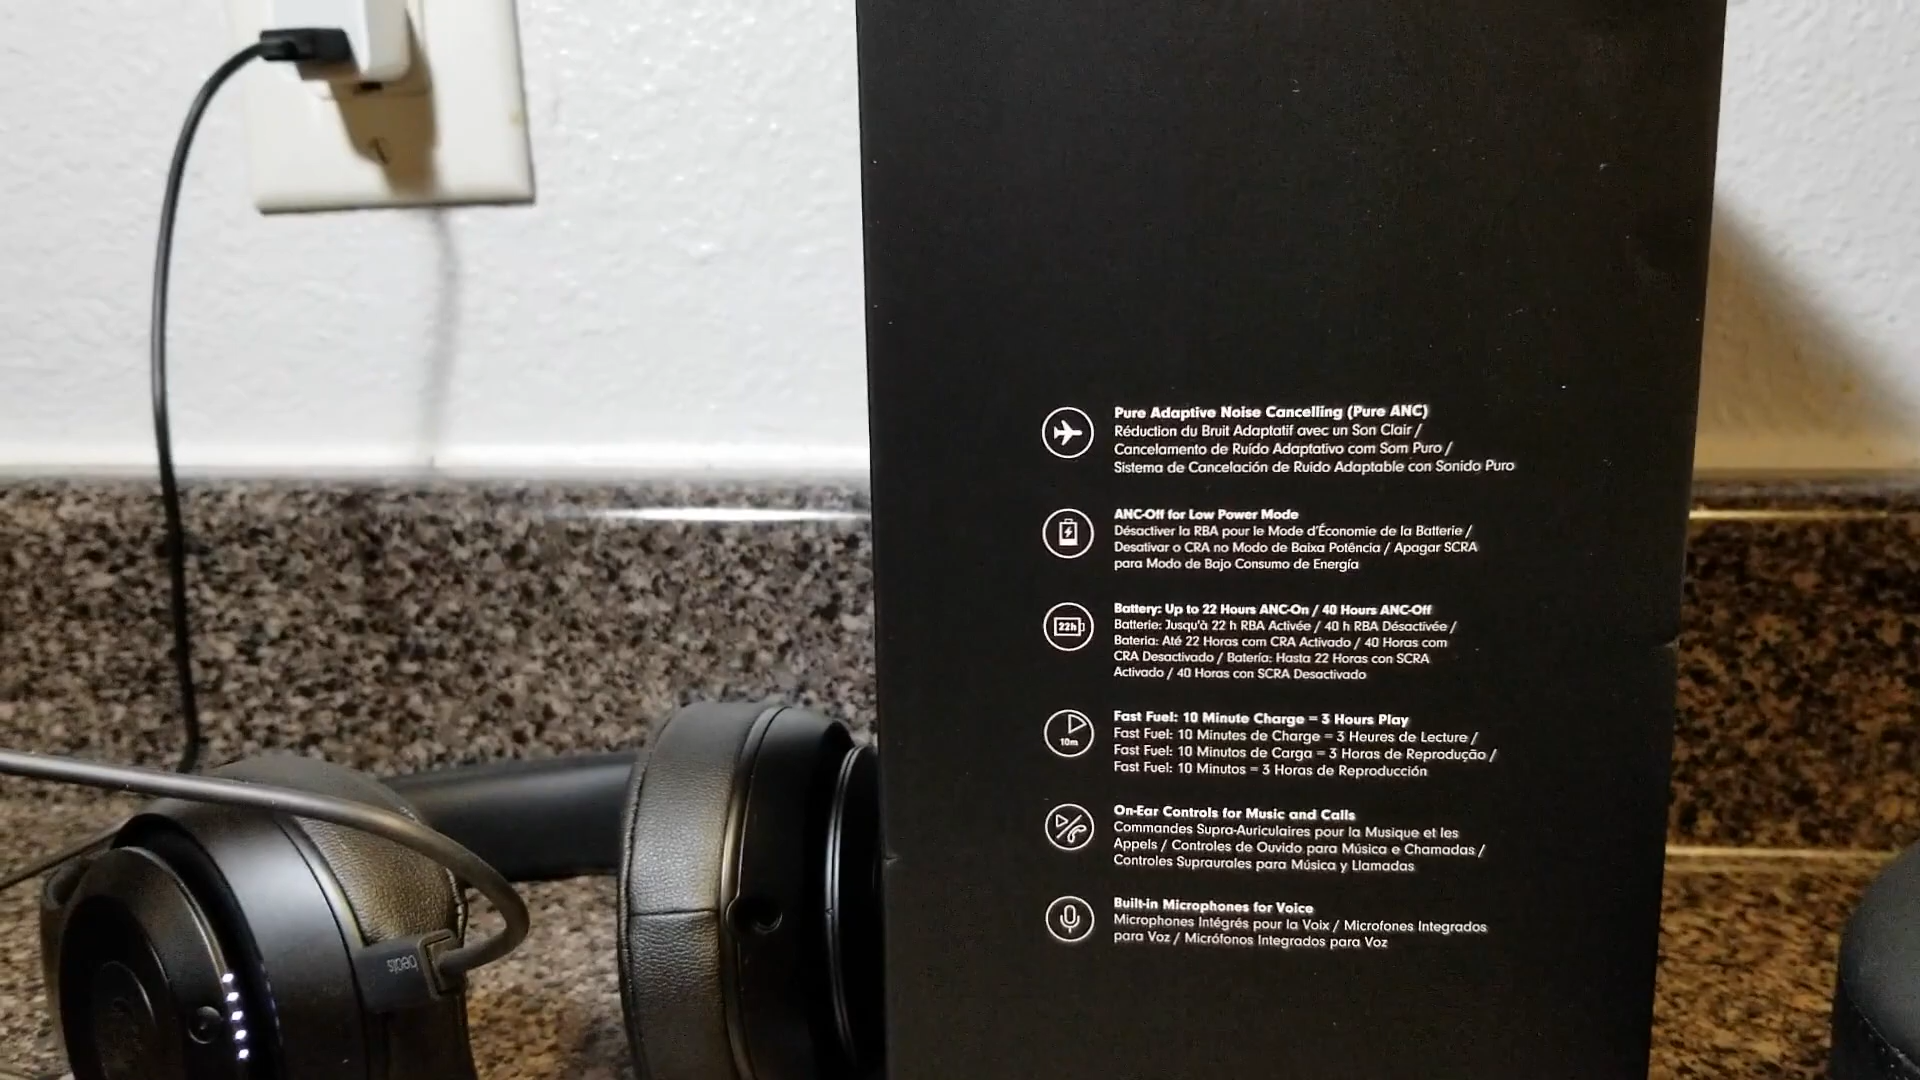 Pure Adaptive Noise Cancelling (Pure ANC)
Réduction du Bruit Adaptatif avec un Son Clair /
Cancelamento de Ruído Adaptativo com Som Puro /
Sistema de Cancelación de Ruido Adaptable con Sonido Puro
ANC-Off for Low Power Mode
Désactiver la RBA pour le Mode d'Économie de la Batterie /
Desativar o CRA no Modo de Baixa Potência / Apagar SCRA
para Modo de Bajo Consumo de Energía
22h
Battery: Up to 22 Hours ANC-On / 40 Hours ANC-Off
Batterie: Jusqu'à 22 h RBA Activée / 40 h RBA Désactivée /
Bateria: Até 22 Horas com CRA Activado / 40 Horas com
CRA Desactivado / Batería: Hasta 22 Horas con SCRA
Activado / 40 Horas con SCRA Desactivado
10m
Fast Fuel: 10 Minute Charge = 3 Hours Play
Fast Fuel: 10 Minutes de Charge = 3 Heures de Lecture /
Fast Fuel: 10 Minutos de Carga = 3 Horas de Reprodução /
Fast Fuel: 10 Minutos = 3 Horas de Reproducción
On-Ear Controls for Music and Calls
Commandes Supra-Auriculaires pour la Musique et les
Appels / Controles de Ouvido para Música e Chamadas /
Controles Supraurales para Música y Llamadas
Built-in Microphones for Voice
Microphones Intégrés pour la Voix / Microfones Integrados
para Voz / Micrófonos Integrados para Voz
beats